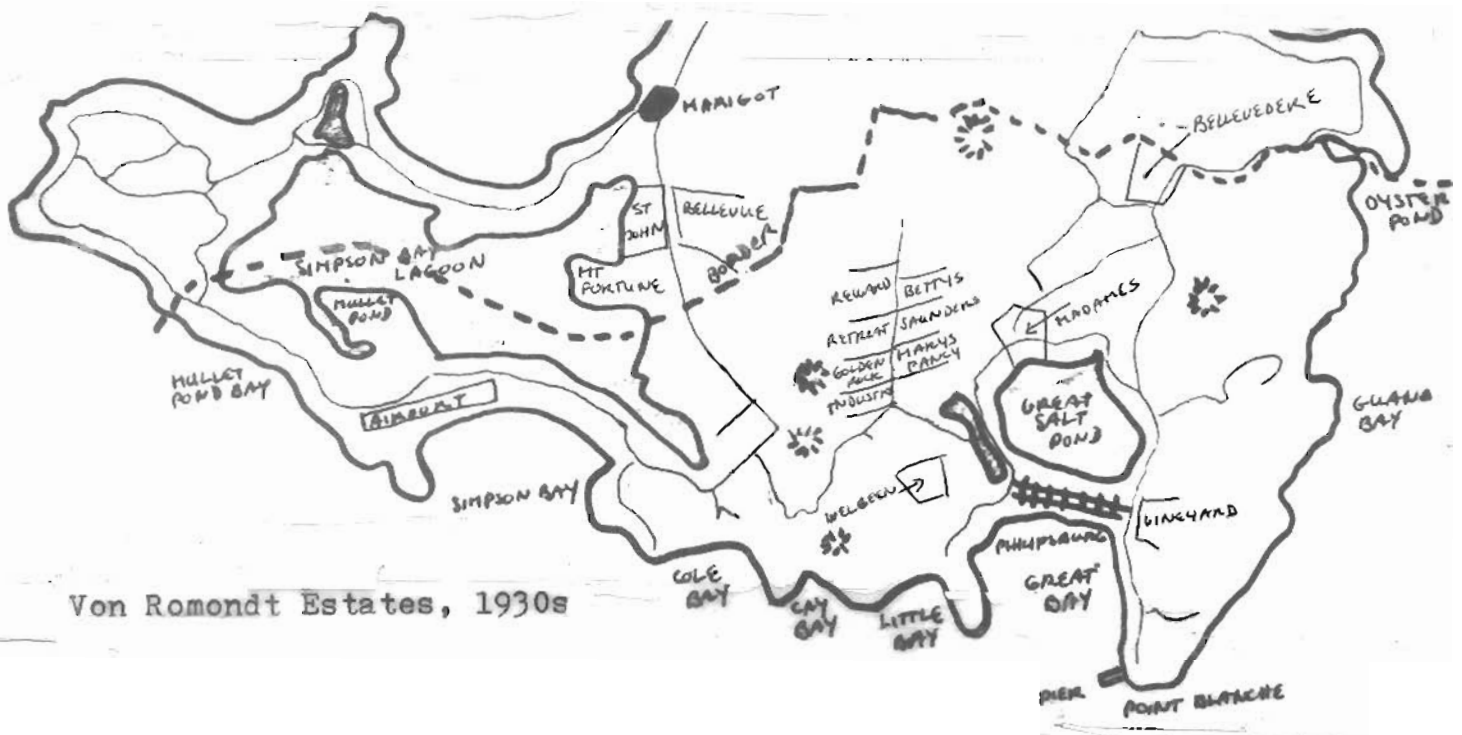 MARIGOT
BELLEVEDERE
OYSTER
POND
ST
JOHN
BELLEVUE
MT
FORTUNE
BORDER
SIMPSON BAY
LAGOON
MULLET
POND
REWARD
BETTYS
RETREAT
SAUNDERS
GOLDEN
ROCK
MARYS
FANCY
INDUSTRY
MADAMES
GREAT
SALT
POND
GUANA
BAY
MULLET
POND BAY
AIRPORT
SIMPSON BAY
WELGEEN
VINEYARD
PHILIPSBURG
GREAT
BAY
COLE
BAY
CAY
BAY
LITTLE
BAY
Von Romondt Estates, 1930s
PIER
POINT BLANCHE